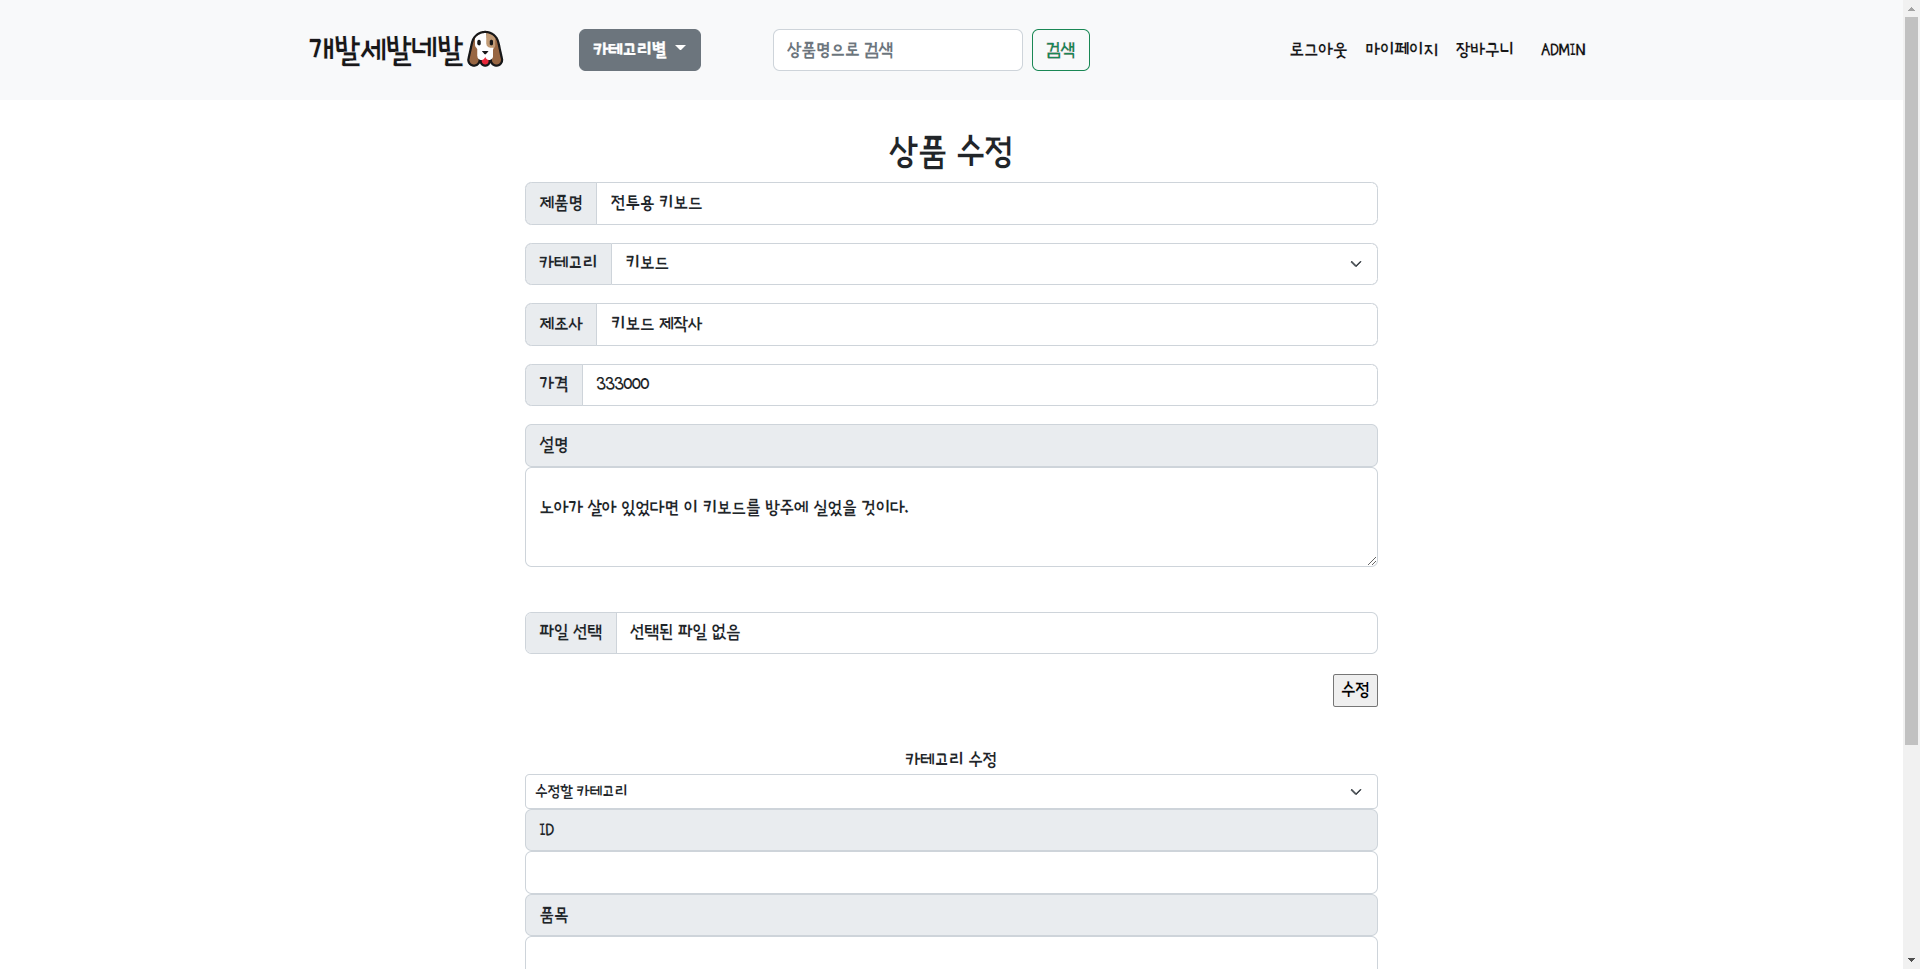 개발세발네발
카테고리별
상품명으로 검색
검색
로그아웃 마이페이지 장바구니 ADMIN
상품 수정
제품명 전투용 키보드
카테고리 키보드
제조사 키보드 제작사
가격 333000
설명
노아가 살아 있었다면 이 키보드를 방주에 실었을 것이다.
파일 선택 선택된 파일 없음
수정
카테고리 수정
수정할 카테고리
ID
품목